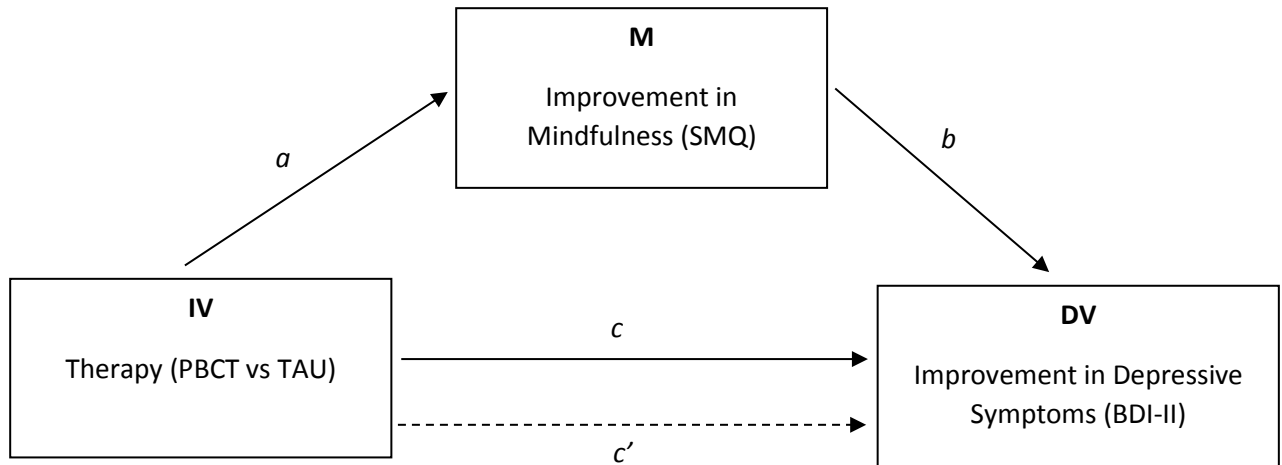 M
Improvement in
Mindfulness (SMQ)
a
b
IV
Therapy (PBCT vs TAU)
c
c’
DV
Improvement in Depressive
Symptoms (BDI-II)